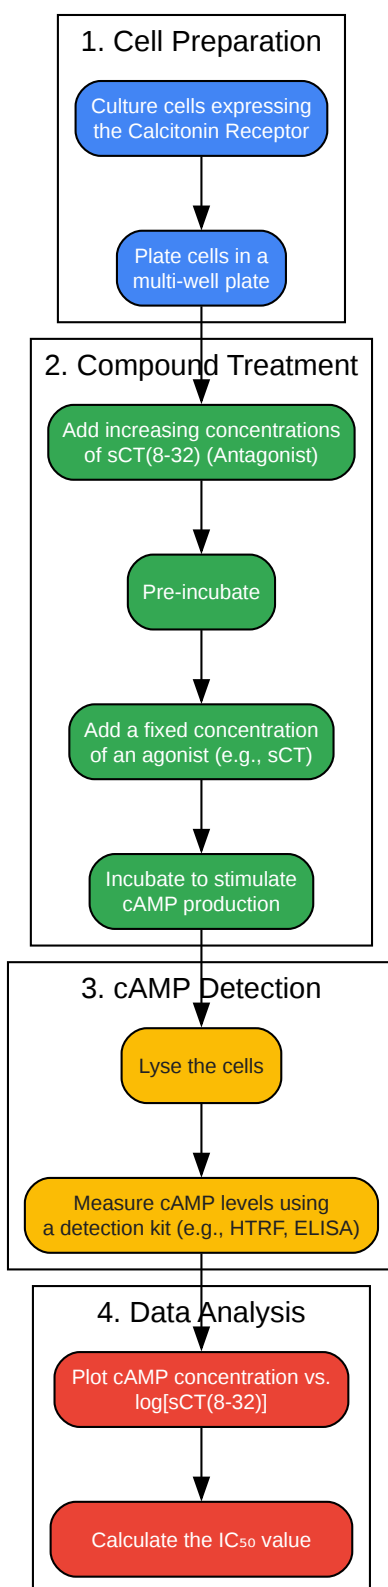 1. Cell Preparation
Culture cells expressing
the Calcitonin Receptor
Plate cells in a
multi-well plate
2. Compound Treatment
Add increasing concentrations
of sCT(8-32) (Antagonist)
Pre-incubate
Add a fixed concentration
of an agonist (e.g., sCT)
Incubate to stimulate
cAMP production
3. cAMP Detection
Lyse the cells
Measure cAMP levels using
a detection kit (e.g., HTRF, ELISA)
4. Data Analysis
Plot cAMP concentration vs.
log[sCT(8-32)]
Calculate the IC₅₀ value